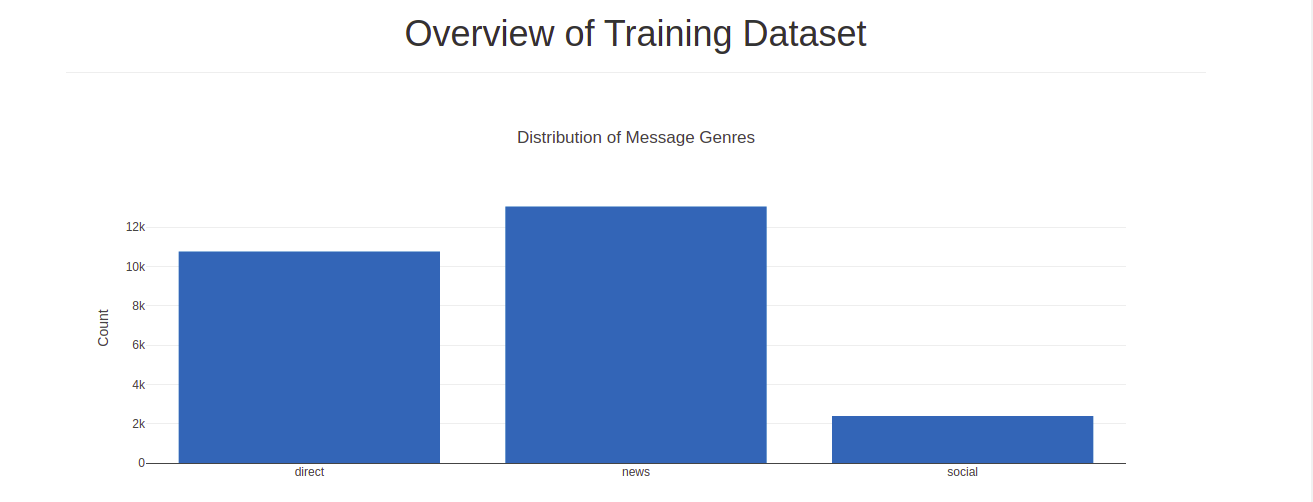 Overview of Training Dataset
Distribution of Message Genres
Count
12k
10k
8k
6k
4k
2k
0
direct news social